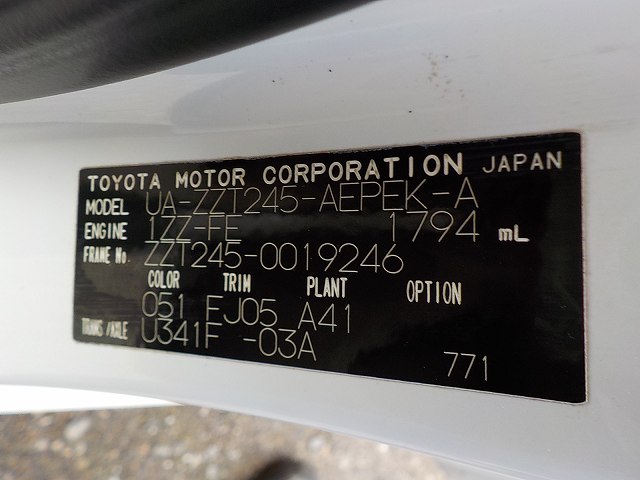 TOYOTA MOTOR CORPORATION JAPAN
MODEL UA-ZZT245-AEPEK-A
ENGINE 1ZZ-FE 1794 mL
FRAME No. ZZT245-0019246
COLOR TRIM PLANT OPTION
051 FJ05 A41
TRANS/AXLE U341F -03A
771